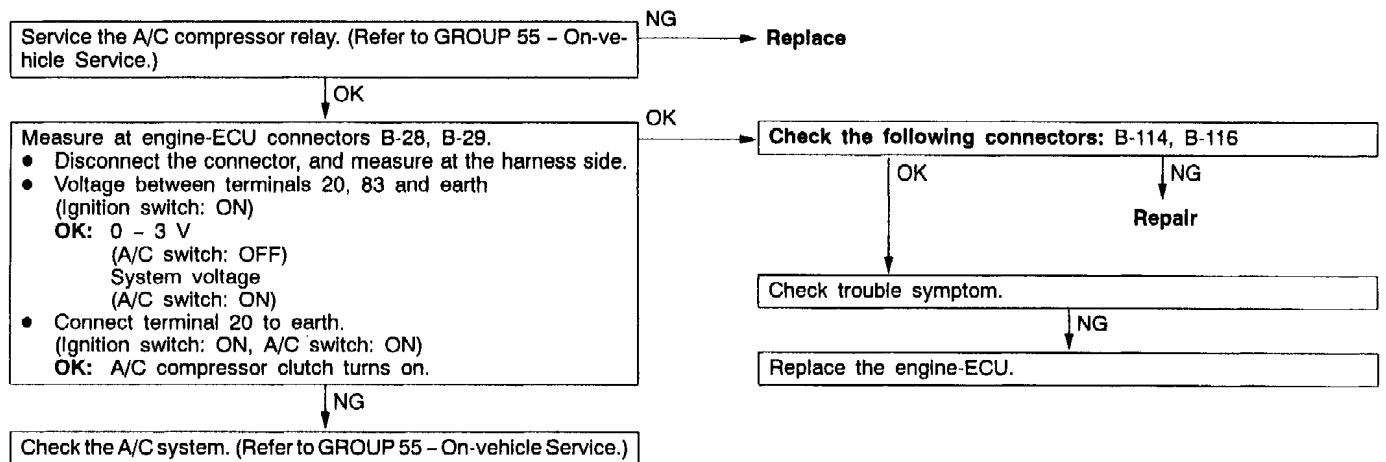 Service the A/C compressor relay. (Refer to GROUP 55 – On-ve-
hicle Service.)
NG
Replace
OK
Measure at engine-ECU connectors B-28, B-29.
● Disconnect the connector, and measure at the harness side.
● Voltage between terminals 20, 83 and earth
(Ignition switch: ON)
OK: 0 – 3 V
(A/C switch: OFF)
System voltage
(A/C switch: ON)
● Connect terminal 20 to earth.
(Ignition switch: ON, A/C switch: ON)
OK: A/C compressor clutch turns on.
OK
Check the following connectors: B-114, B-116
OK
NG
Repair
Check trouble symptom.
NG
Replace the engine-ECU.
NG
Check the A/C system. (Refer to GROUP 55 – On-vehicle Service.)